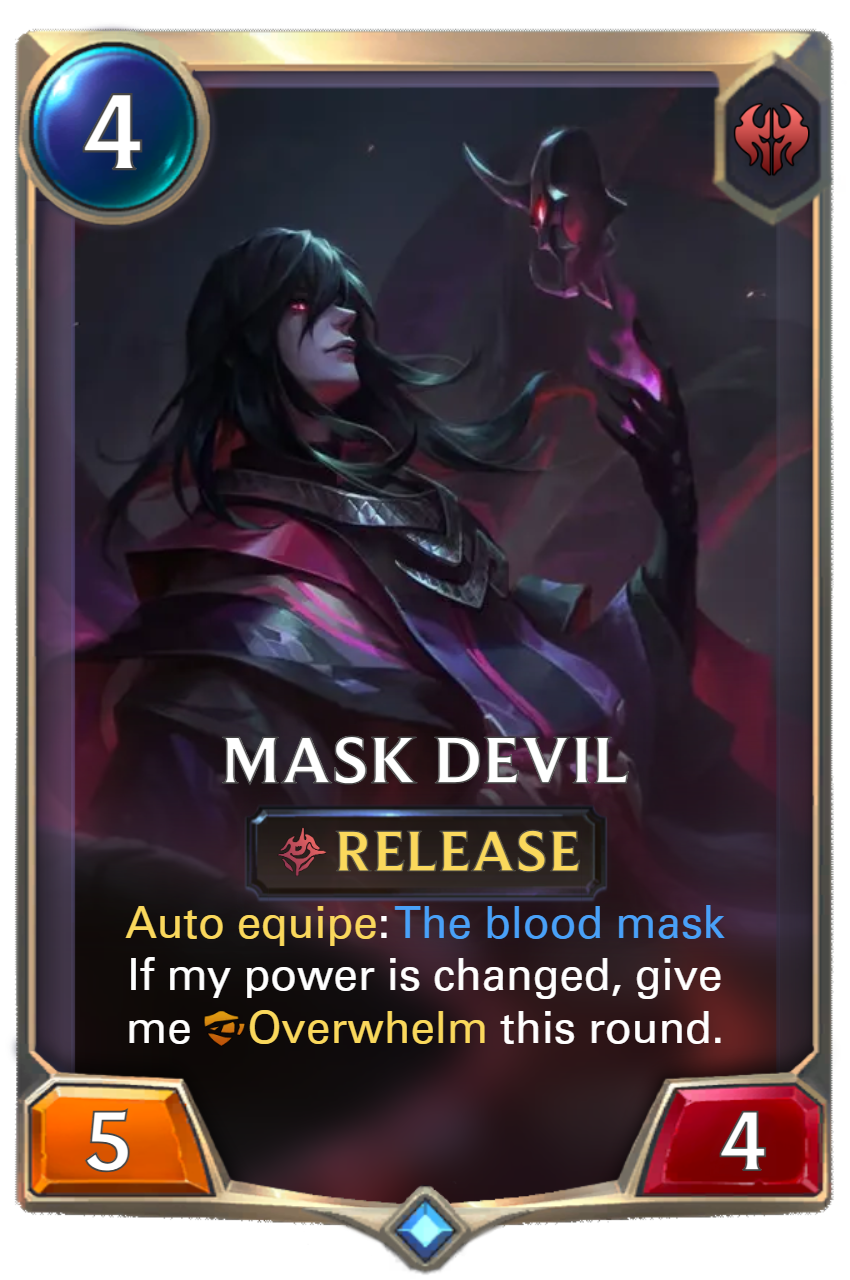 4
MASK DEVIL
RELEASE
Auto equipe: The blood mask
If my power is changed, give
me Overwhelm this round.
5
4